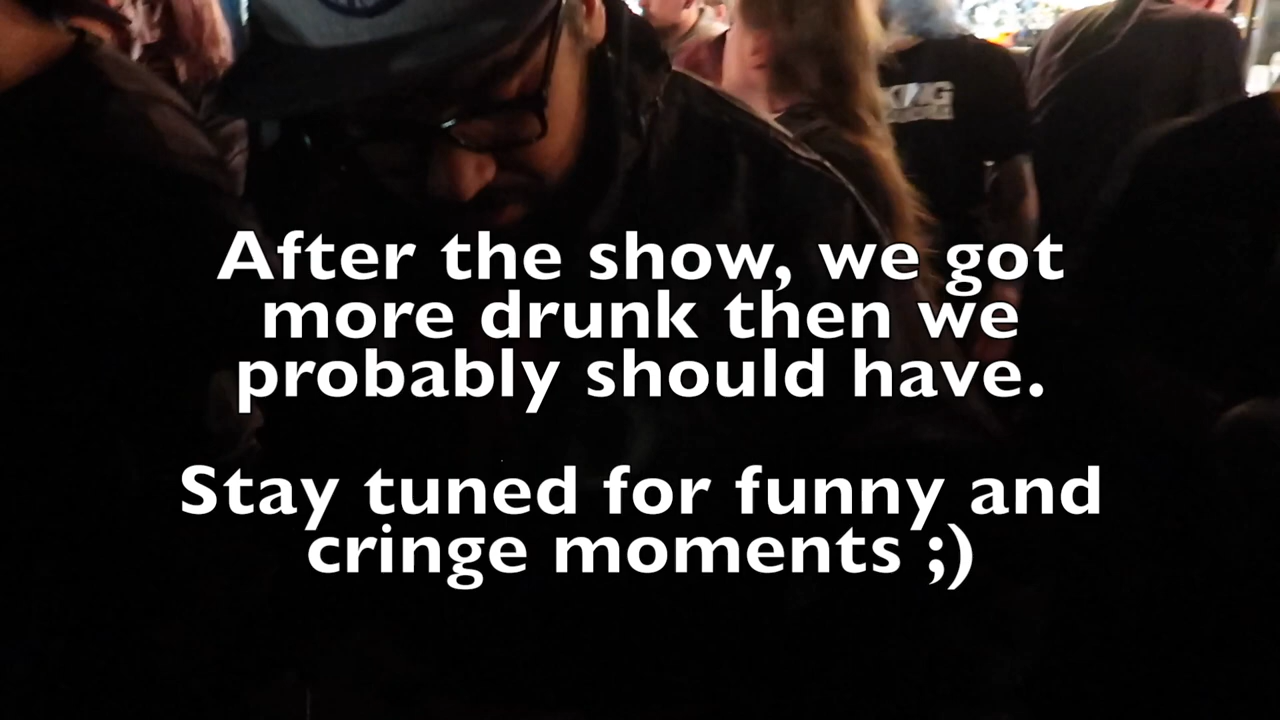 After the show, we got
more drunk then we
probably should have.
Stay tuned for funny and
cringe moments ;)